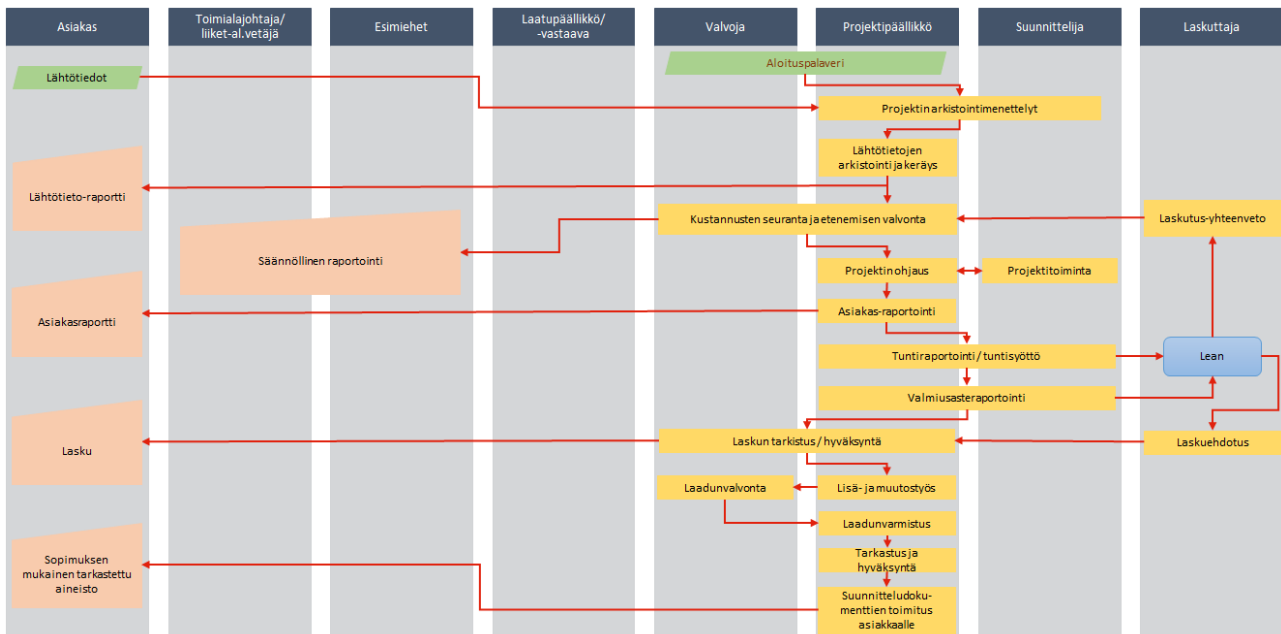 Asiakas
Toimialajohtaja/
liiket-al.vetäjä
Esimiehet
Laatupäällikkö/
-vastaava
Valvoja
Projektipäällikkö
Suunnittelija
Laskuttaja
Aloituspalaveri
Lähtötiedot
Projektin arkistointimenettelyt
Lähtötietojen
arkistointi ja keräys
Lähtötieto-raportti
Kustannusten seuranta ja etenemisen valvonta
Laskutus-yhteenveto
Säännöllinen raportointi
Projektin ohjaus
Projektitoiminta
Asiakasraportti
Asiakas-raportointi
Tuntiraportointi / tuntisyöttö
Lean
Valmiusasteraportointi
Lasku
Laskun tarkistus / hyväksyntä
Laskuehdotus
Laadunvalvonta
Lisä- ja muutostyös
Laadunvarmistus
Sopimuksen
mukainen tarkastettu
aineisto
Tarkastus ja
hyväksyntä
Suunnitteludoku-
menttien toimitus
asiakkaalle